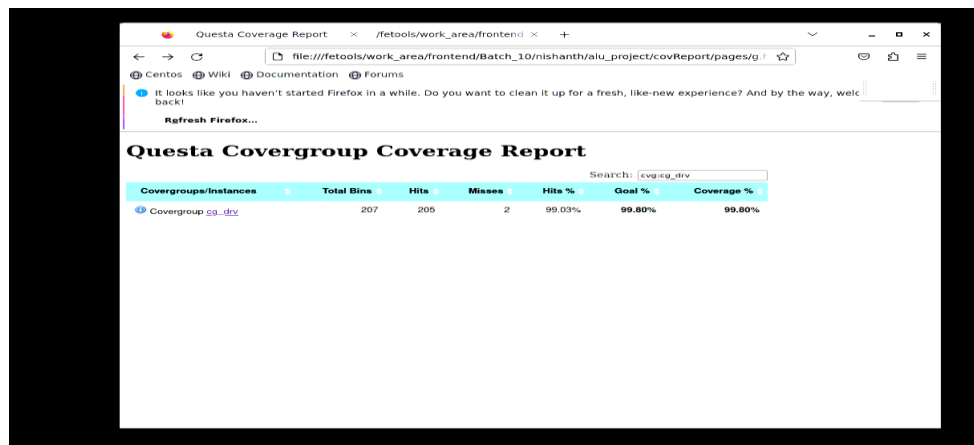 Questa Coverage Report × /fetools/work_area/frontend × +
file:///fetools/work_area/frontend/Batch_10/nishanth/alu_project/covReport/pages/g.
Centos Wiki Documentation Forums
It looks like you haven't started Firefox in a while. Do you want to clean it up for a fresh, like-new experience? And by the way, welc
back!
Refresh Firefox...
Questa Covergroup Coverage Report
Search: cvg:cg_drv
Covergroups/Instances Total Bins Hits Misses Hits % Goal % Coverage %
Covergroup cg_drv 207 205 2 99.03% 99.80% 99.80%